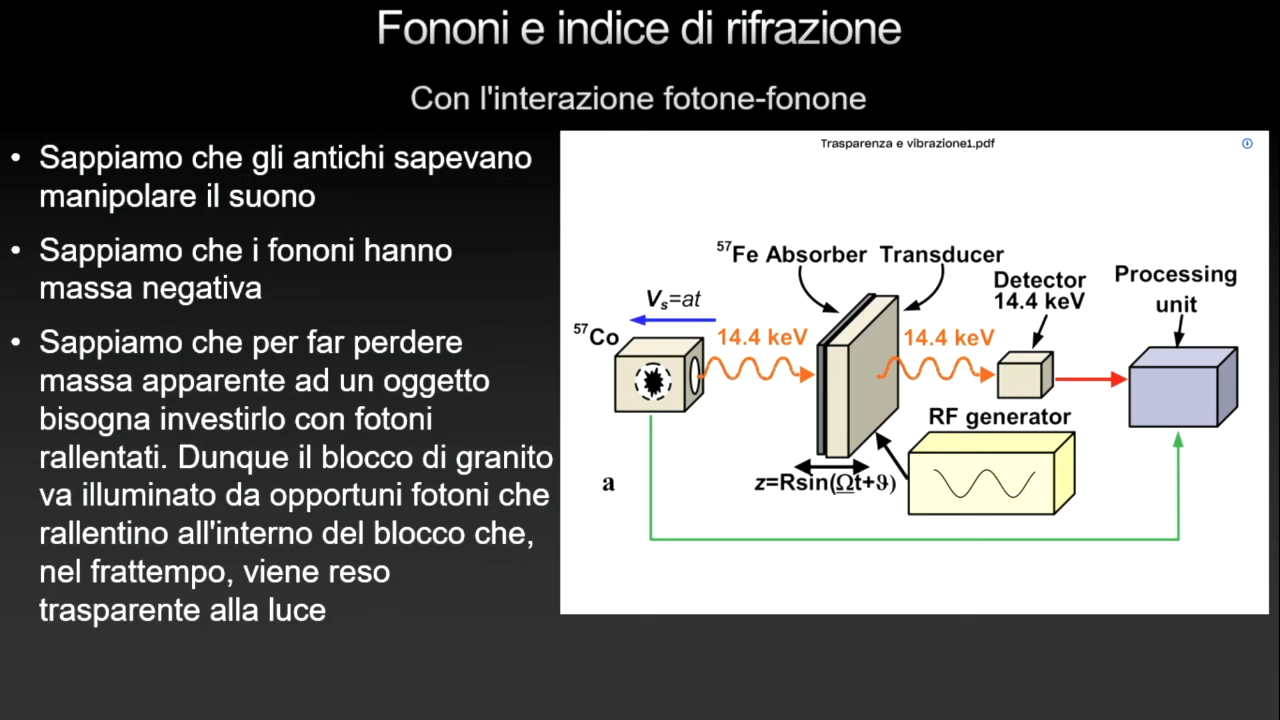 Fononi e indice di rifrazione
Con l'interazione fotone-fonone
• Sappiamo che gli antichi sapevano
manipolare il suono
• Sappiamo che i fononi hanno
massa negativa
• Sappiamo che per far perdere
massa apparente ad un oggetto
bisogna investirlo con fotoni
rallentati. Dunque il blocco di granito
va illuminato da opportuni fotoni che
rallentino all'interno del blocco che,
nel frattempo, viene reso
trasparente alla luce
Trasparenza e vibrazione1.pdf
57Fe Absorber
Transducer
Detector
14.4 keV
Processing
unit
Vs=at
57Co
14.4 keV
14.4 keV
RF generator
a
z=Rsin(Ωt+ϑ)